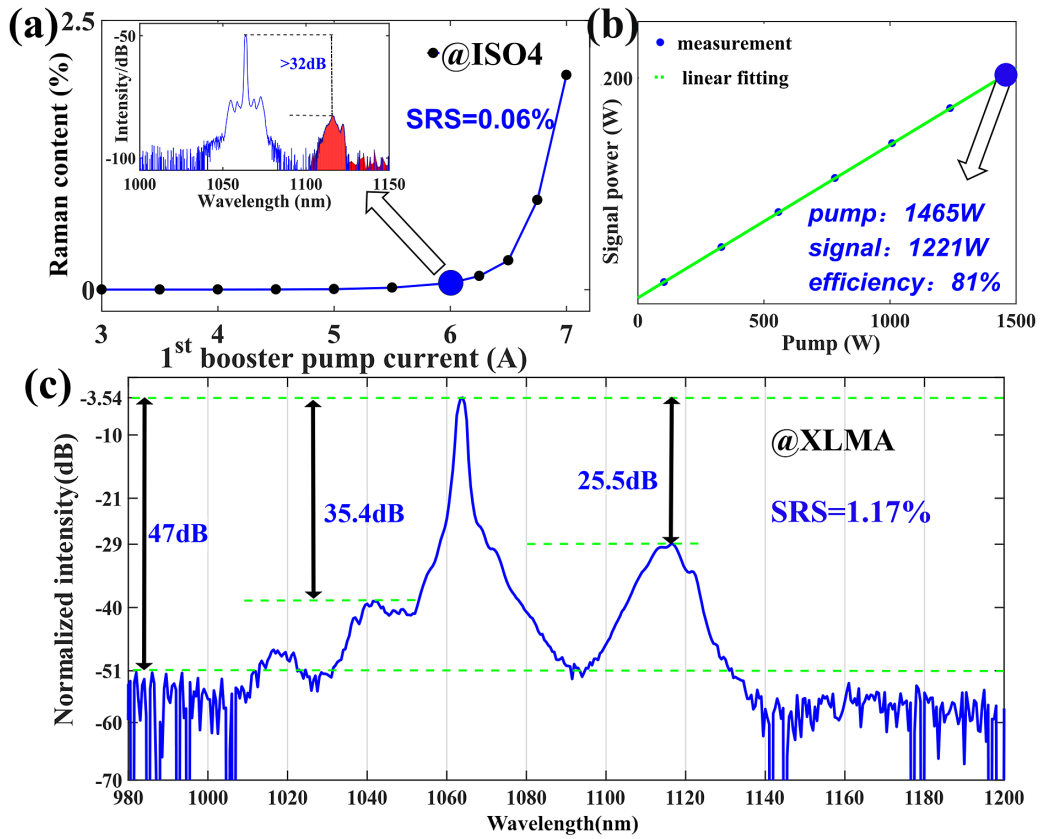 (a)
2.5
0
Raman content (%)
3
4
5
6
7
1st booster pump current (A)
@ISO4
SRS=0.06%
-50
-100
Intensity/dB
>32dB
1000
1050
1100
1150
Wavelength (nm)
(b)
measurement
linear fitting
200
Signal power (W)
pump: 1465W
signal: 1221W
efficiency: 81%
0
500
1000
1500
Pump (W)
(c)
-3.54
-10
-21
-29
-40
-51
-60
-70
Normalized intensity(dB)
47dB
35.4dB
25.5dB
@XLMA
SRS=1.17%
980
1000
1020
1040
1060
1080
1100
1120
1140
1160
1180
1200
Wavelength(nm)